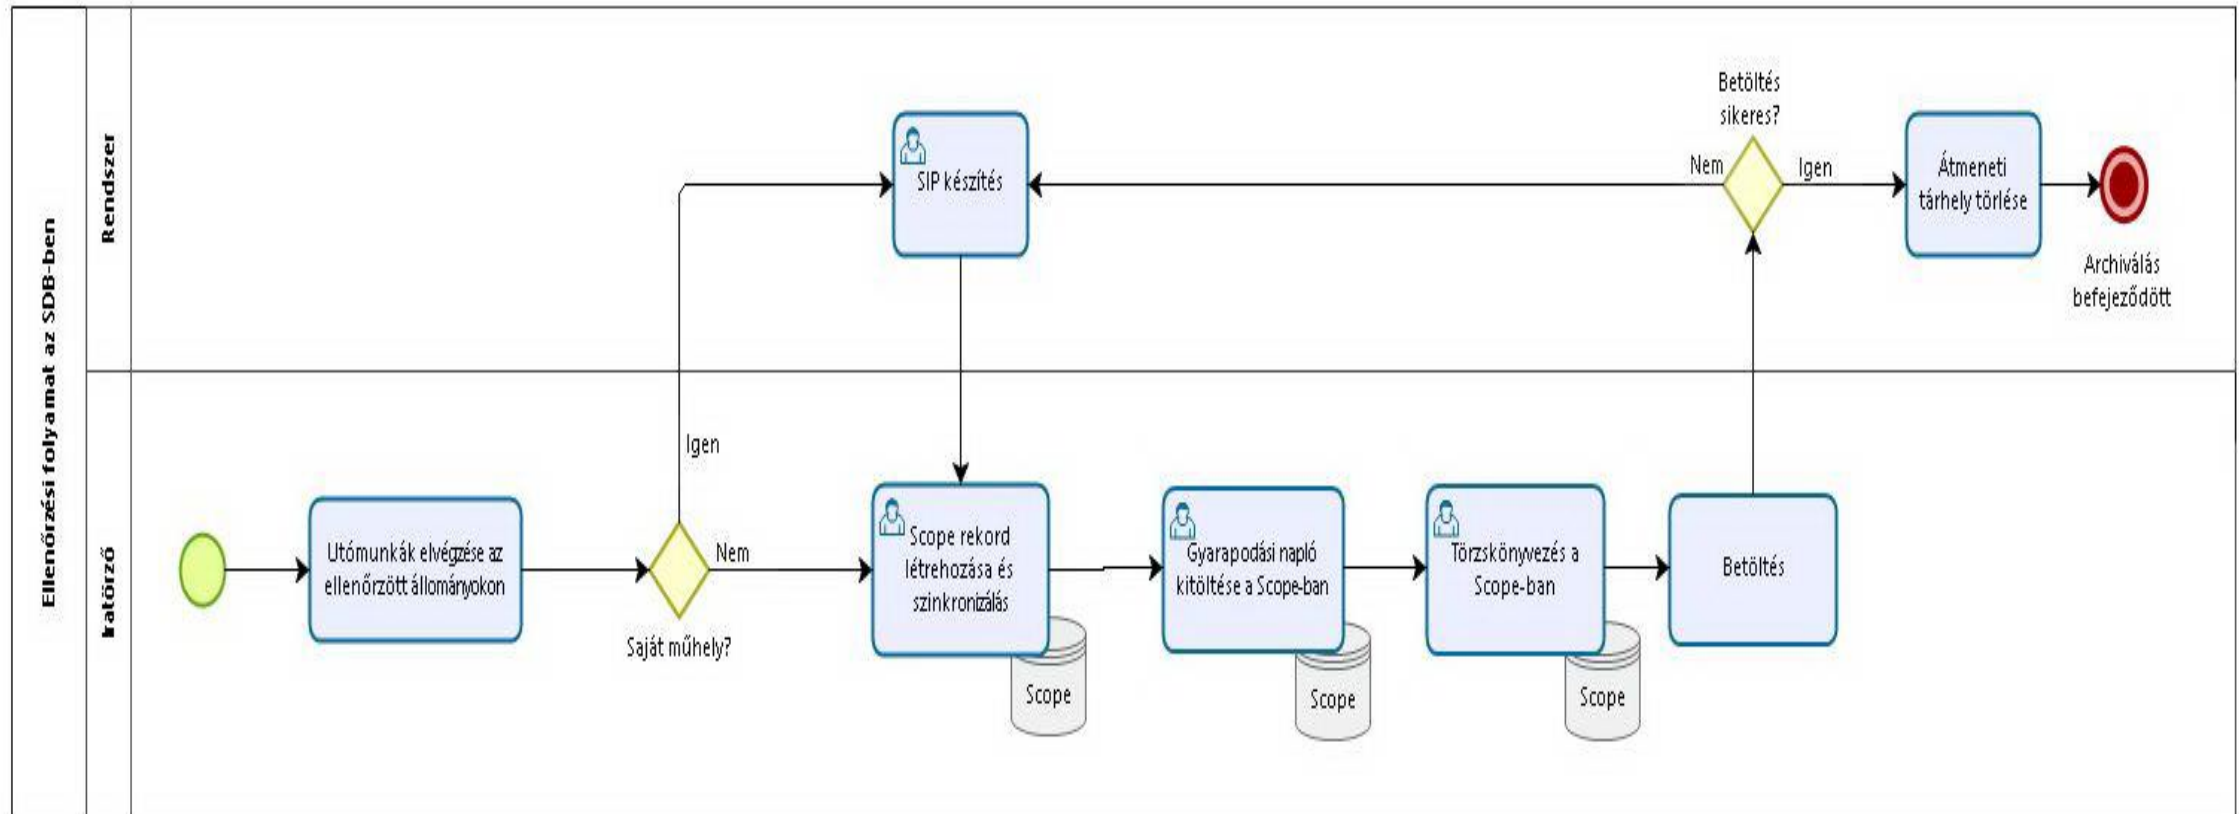 Ellenőrzési folyamat az SDB-ben
Rendszer
Betöltés
sikeres?
SIP készítés
Nem
Igen
Átmeneti
tárhely törlése
Archiválás
befejeződött
Iratőrző
Utómunkák elvégzése az
ellenőrzött állományokon
Igen
Nem
Saját műhely?
Scope rekord
létrehozása és
szinkronizálás
Scope
Gyarapodási napló
kitöltése a Scope-ban
Scope
Törzskönyvezés a
Scope-ban
Scope
Betöltés